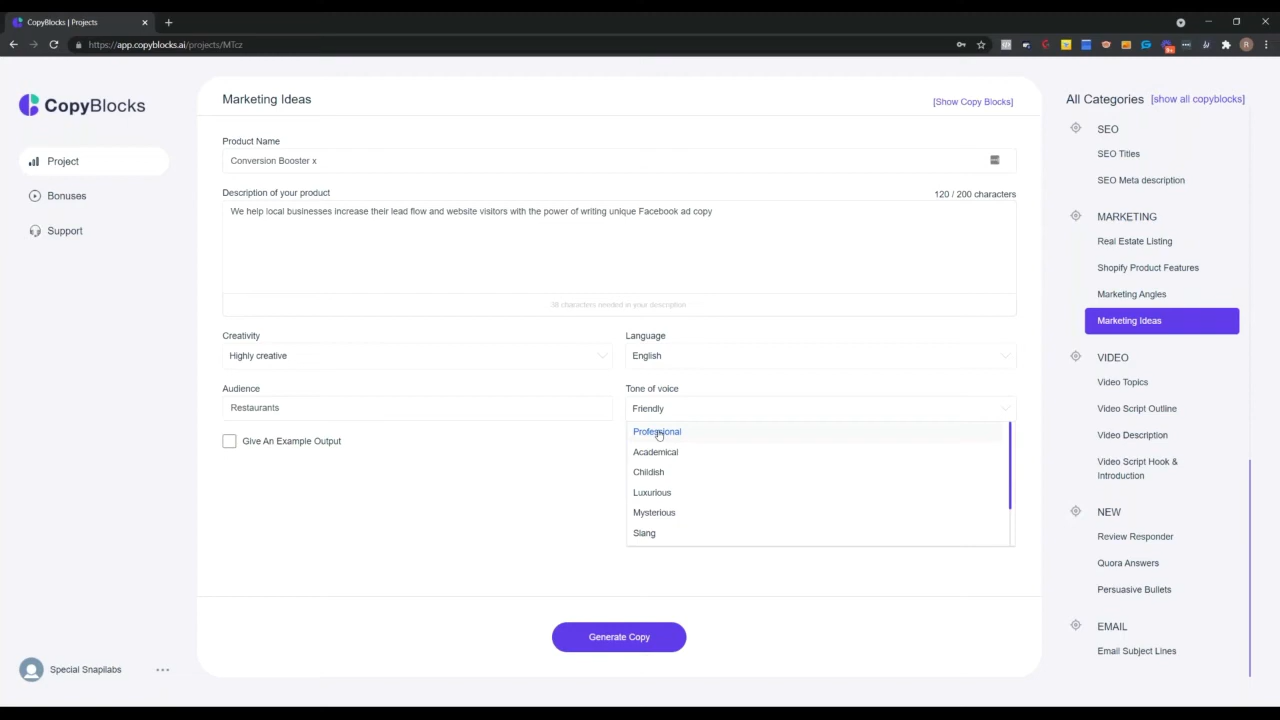 CopyBlocks | Projects
https://app.copyblocks.ai/projects/MTcz
CopyBlocks
Project
Bonuses
Support
Special Snapilabs
Marketing Ideas
[Show Copy Blocks]
Product Name
Conversion Booster x
Description of your product
120 / 200 characters
We help local businesses increase their lead flow and website visitors with the power of writing unique Facebook ad copy
38 characters needed in your description
Creativity
Language
Highly creative
English
Audience
Tone of voice
Restaurants
Friendly
Give An Example Output
Professional
Academical
Childish
Luxurious
Mysterious
Slang
Generate Copy
All Categories [show all copyblocks]
SEO
SEO Titles
SEO Meta description
MARKETING
Real Estate Listing
Shopify Product Features
Marketing Angles
Marketing Ideas
VIDEO
Video Topics
Video Script Outline
Video Description
Video Script Hook &
Introduction
NEW
Review Responder
Quora Answers
Persuasive Bullets
EMAIL
Email Subject Lines